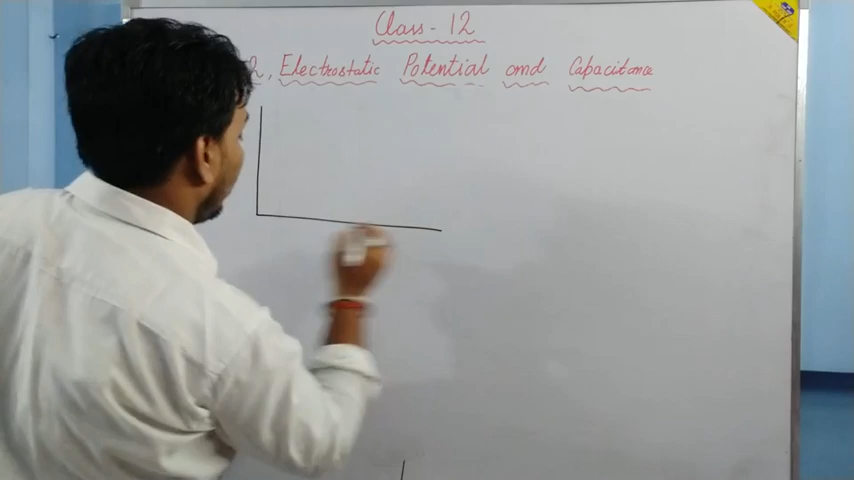 Class - 12
2, Electrostatic Potential and Capacitance